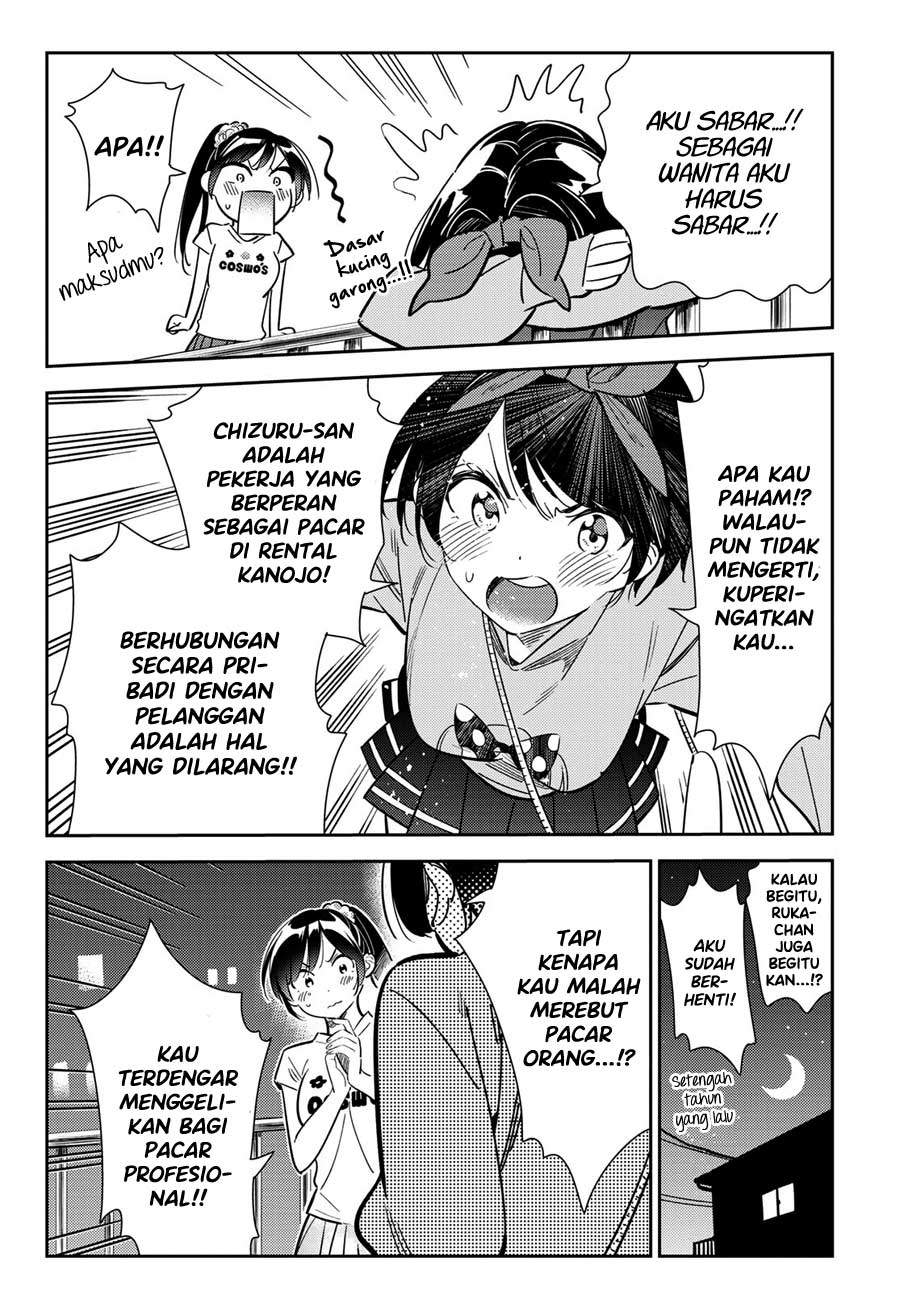 AKU SABAR...!!
SEBAGAI
WANITA AKU
HARUS
SABAR...!!
Dasar
kucing
garong...!!
APA!!
Apa
maksudmu?
COSMO'S
APA KAU
PAHAM!?
WALAU-
PUN TIDAK
MENGERTI,
KUPERI-
NGATKAN
KAU...
CHIZURU-SAN
ADALAH
PEKERJA YANG
BERPERAN
SEBAGAI PACAR
DI RENTAL
KANOJO!
BERHUBUNGAN
SECARA PRI-
BADI DENGAN
PELANGGAN
ADALAH HAL
YANG DILARANG!!
KALAU
BEGITU,
RUKA-
CHAN
JUGA
BEGITU
KAN...!?
AKU
SUDAH
BER-
HENTI!
Setengah
tahun
yang lalu
TAPI
KENAPA
KAU MALAH
MEREBUT
PACAR
ORANG...!?
COSMO
KAU
TERDENGAR
MENGGELI-
KAN BAGI
PACAR
PROFESIO-
NAL!!